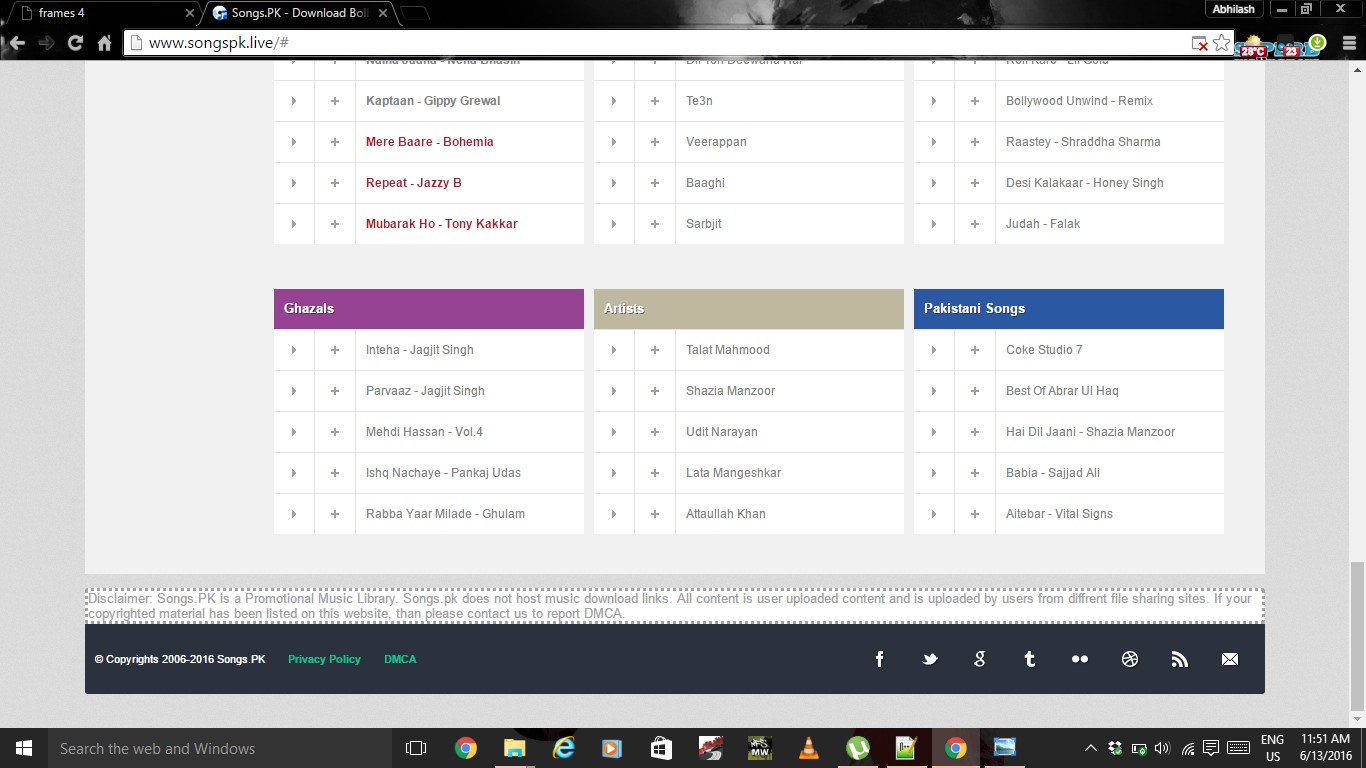 frames 4
Songs.PK - Download Boll
Abhilash
www.songspk.live/#
28°C
23
Kaptaan - Gippy Grewal
Te3n
Bollywood Unwind - Remix
Mere Baare - Bohemia
Veerappan
Raastey - Shraddha Sharma
Repeat - Jazzy B
Baaghi
Desi Kalakaar - Honey Singh
Mubarak Ho - Tony Kakkar
Sarbjit
Judah - Falak
Ghazals
Artists
Pakistani Songs
Inteha - Jagjit Singh
Talat Mahmood
Coke Studio 7
Parvaaz - Jagjit Singh
Shazia Manzoor
Best Of Abrar Ul Haq
Mehdi Hassan - Vol.4
Udit Narayan
Hai Dil Jaani - Shazia Manzoor
Ishq Nachaye - Pankaj Udas
Lata Mangeshkar
Babia - Sajjad Ali
Rabba Yaar Milade - Ghulam
Attaullah Khan
Aitebar - Vital Signs
Disclaimer: Songs.PK is a Promotional Music Library. Songs.pk does not host music download links. All content is user uploaded content and is uploaded by users from diffrent file sharing sites. If your
copyrighted material has been listed on this website, than please contact us to report DMCA.
© Copyrights 2006-2016 Songs.PK
Privacy Policy
DMCA
Search the web and Windows
MW
ENG
US
11:51 AM
6/13/2016